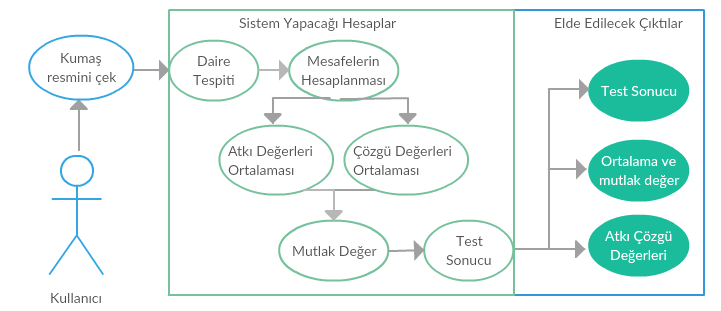 Sistem Yapacağı Hesaplar
Elde Edilecek Çıktılar
Kumaş
resmini çek
Daire
Tespiti
Mesafelerin
Hesaplanması
Atkı Değerleri
Ortalaması
Çözgü Değerleri
Ortalaması
Mutlak Değer
Test
Sonucu
Test Sonucu
Ortalama ve
mutlak değer
Atkı Çözgü
Değerleri
Kullanıcı